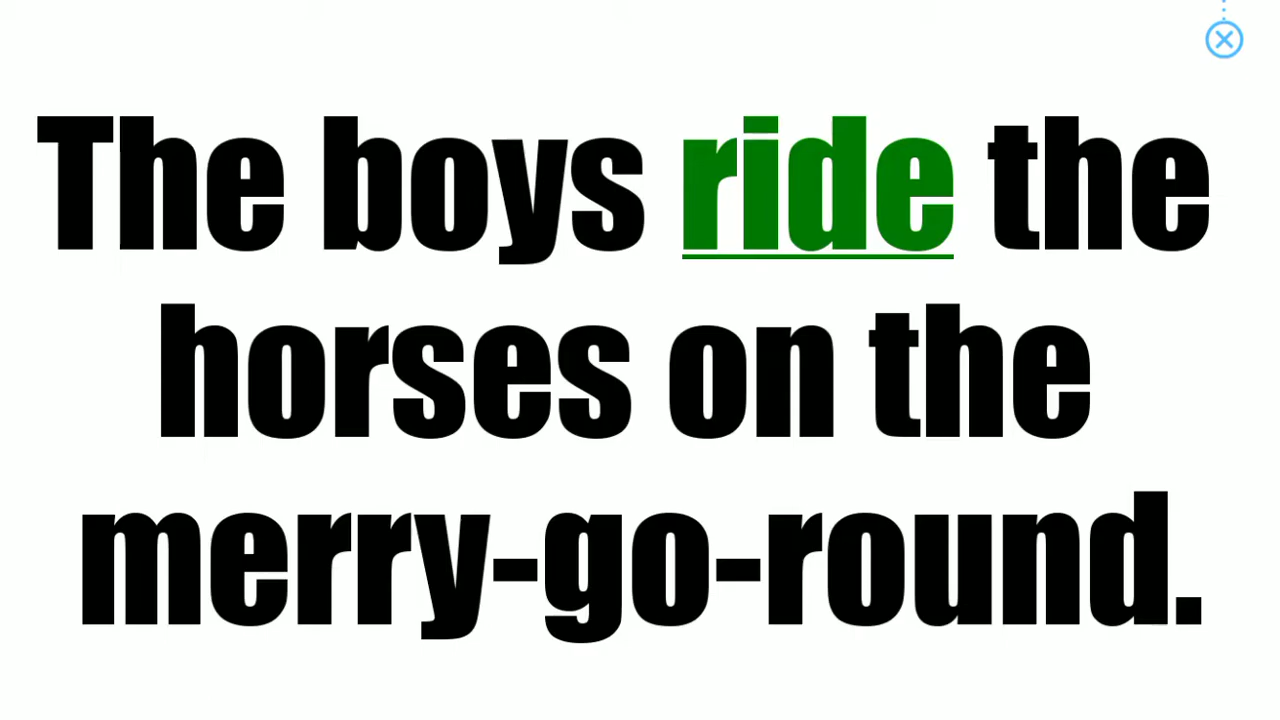 The boys ride the
horses on the
merry-go-round.